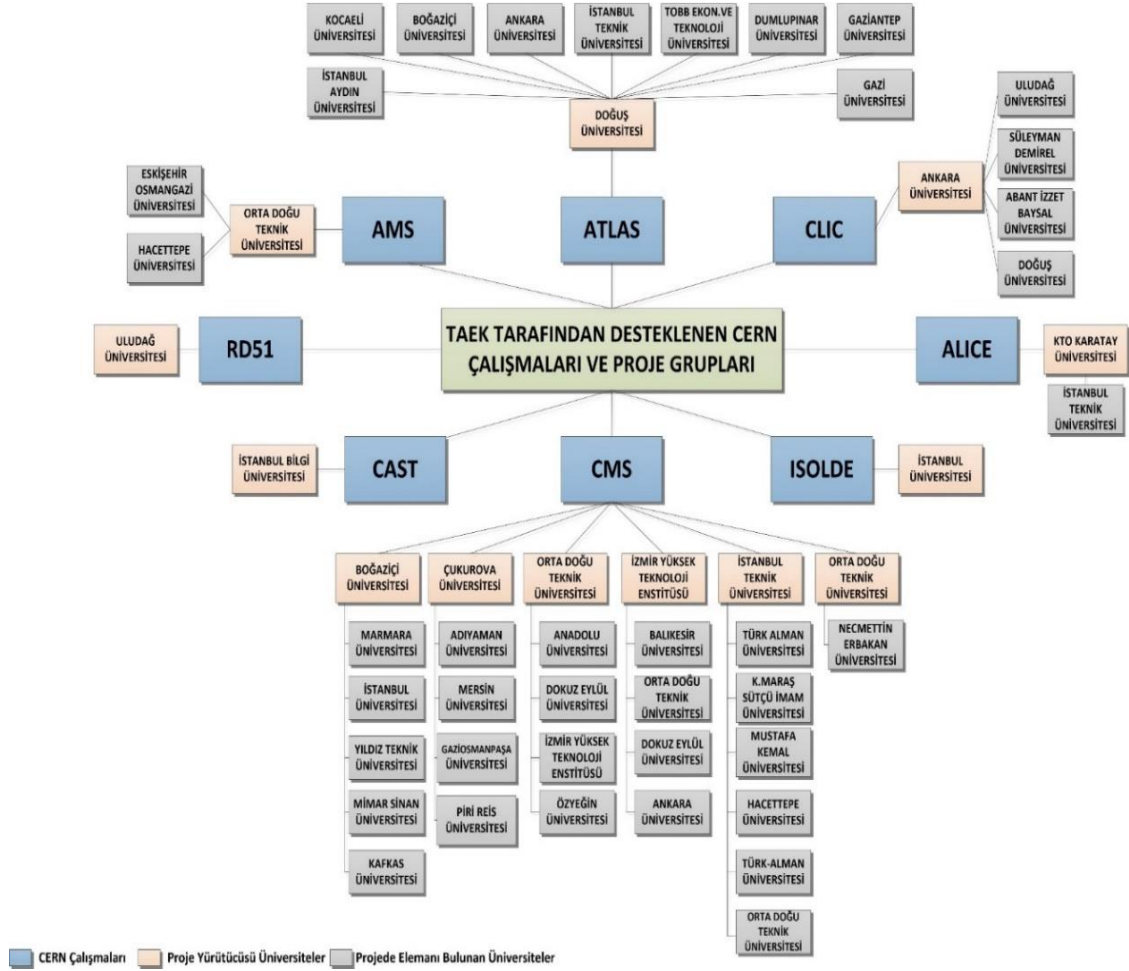 KOCAELİ
ÜNİVERSİTESİ
BOĞAZİÇİ
ÜNİVERSİTESİ
ANKARA
ÜNİVERSİTESİ
İSTANBUL
TEKNİK
ÜNİVERSİTESİ
TOBB EKON.VE
TEKNOLOJİ
ÜNİVERSİTESİ
DUMLUPINAR
ÜNİVERSİTESİ
GAZİANTEP
ÜNİVERSİTESİ
İSTANBUL
AYDIN
ÜNİVERSİTESİ
GAZİ
ÜNİVERSİTESİ
DOĞUŞ
ÜNİVERSİTESİ
ULUDAĞ
ÜNİVERSİTESİ
SÜLEYMAN
DEMİREL
ÜNİVERSİTESİ
ANKARA
ÜNİVERSİTESİ
ABANT İZZET
BAYSAL
ÜNİVERSİTESİ
DOĞUŞ
ÜNİVERSİTESİ
ESKİŞEHİR
OSMANGAZİ
ÜNİVERSİTESİ
HACETTEPE
ÜNİVERSİTESİ
ORTA DOĞU
TEKNİK
ÜNİVERSİTESİ
AMS
ATLAS
CLIC
ULUDAĞ
ÜNİVERSİTESİ
RD51
TAEK TARAFINDAN DESTEKLENEN CERN
ÇALIŞMALARI VE PROJE GRUPLARI
ALICE
KTO KARATAY
ÜNİVERSİTESİ
İSTANBUL
TEKNİK
ÜNİVERSİTESİ
İSTANBUL BİLGİ
ÜNİVERSİTESİ
CAST
CMS
ISOLDE
İSTANBUL
ÜNİVERSİTESİ
BOĞAZİÇİ
ÜNİVERSİTESİ
MARMARA
ÜNİVERSİTESİ
İSTANBUL
ÜNİVERSİTESİ
YILDIZ TEKNİK
ÜNİVERSİTESİ
MİMAR SİNAN
ÜNİVERSİTESİ
KAFKAS
ÜNİVERSİTESİ
ÇUKUROVA
ÜNİVERSİTESİ
ADIYAMAN
ÜNİVERSİTESİ
MERSİN
ÜNİVERSİTESİ
GAZİOSMANPAŞA
ÜNİVERSİTESİ
PİRİ REİS
ÜNİVERSİTESİ
ORTA DOĞU
TEKNİK
ÜNİVERSİTESİ
ANADOLU
ÜNİVERSİTESİ
DOKUZ EYLÜL
ÜNİVERSİTESİ
İZMİR YÜKSEK
TEKNOLOJİ
ENSTİTÜSÜ
ÖZYEĞİN
ÜNİVERSİTESİ
İZMİR YÜKSEK
TEKNOLOJİ
ENSTİTÜSÜ
BALIKESİR
ÜNİVERSİTESİ
ORTA DOĞU
TEKNİK
ÜNİVERSİTESİ
DOKUZ EYLÜL
ÜNİVERSİTESİ
ANKARA
ÜNİVERSİTESİ
İSTANBUL
TEKNİK
ÜNİVERSİTESİ
TÜRK ALMAN
ÜNİVERSİTESİ
K.MARAŞ
SÜTÇÜ İMAM
ÜNİVERSİTESİ
MUSTAFA
KEMAL
ÜNİVERSİTESİ
HACETTEPE
ÜNİVERSİTESİ
TÜRK-ALMAN
ÜNİVERSİTESİ
ORTA DOĞU
TEKNİK
ÜNİVERSİTESİ
ORTA DOĞU
TEKNİK
ÜNİVERSİTESİ
NECMETTİN
ERBAKAN
ÜNİVERSİTESİ
CERN Çalışmaları
Proje Yürütücüsü Üniversiteler
Projede Elemanı Bulunan Üniversiteler